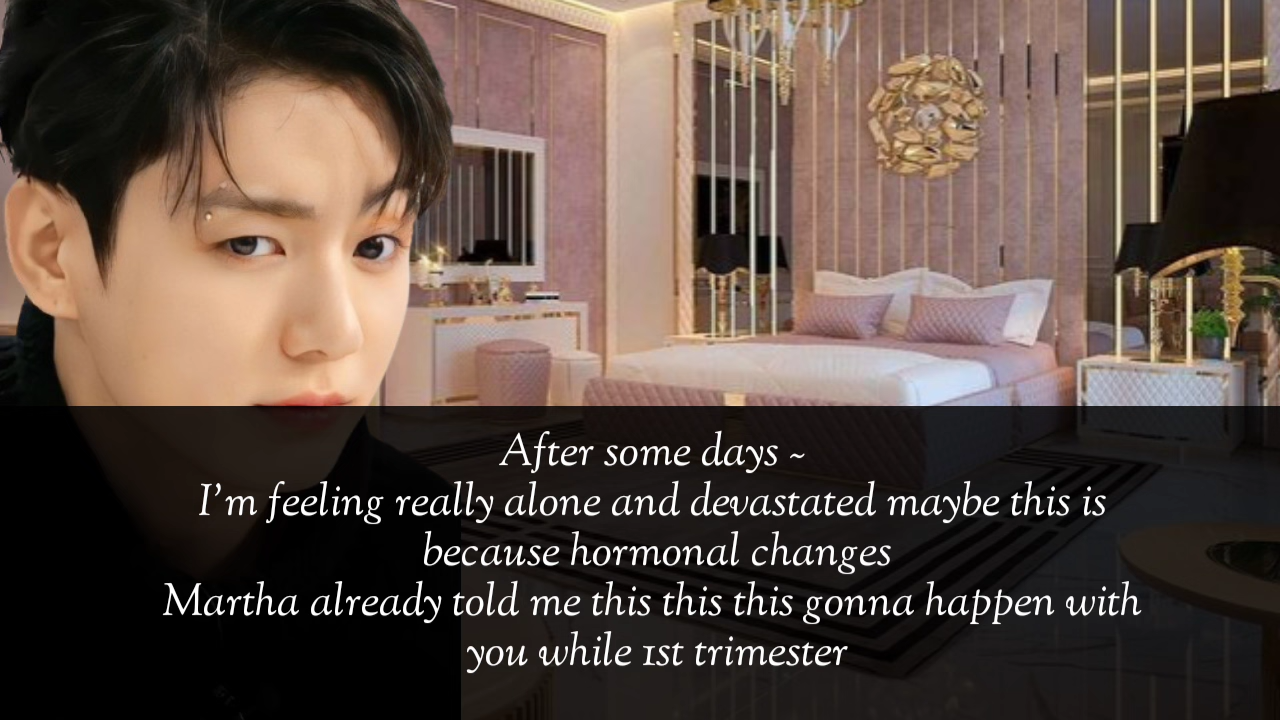 After some days ~
I'm feeling really alone and devastated maybe this is
because hormonal changes
Martha already told me this this this gonna happen with
you while 1st trimester